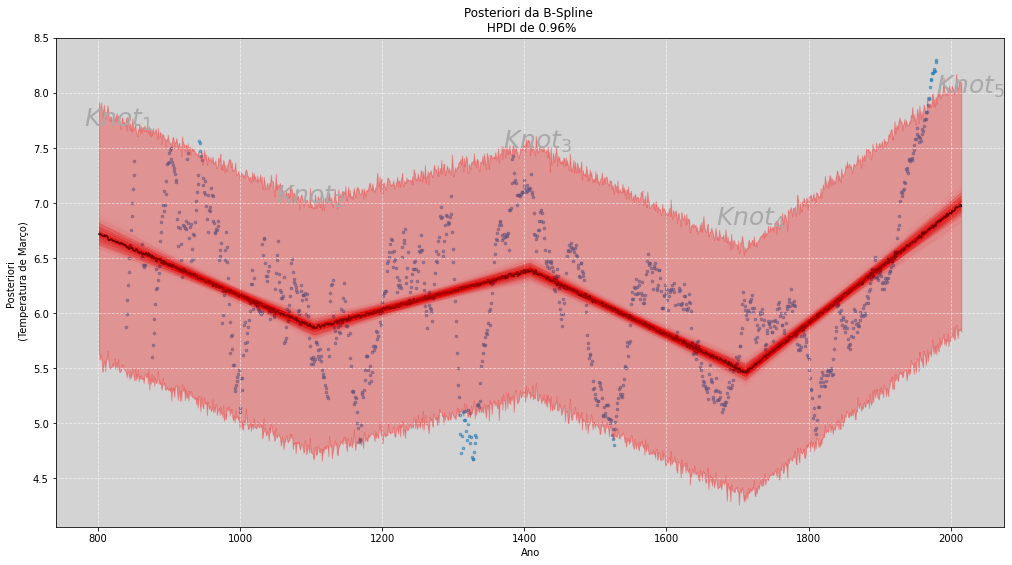 Posteriori da B-Spline
HPDI de 0.96%
8.5
8.0
7.5
7.0
6.5
6.0
5.5
5.0
4.5
Posteriori
(Temperatura de Março)
Knot1
Knot2
Knot3
Knot4
Knot5
800
1000
1200
1400
1600
1800
2000
Ano